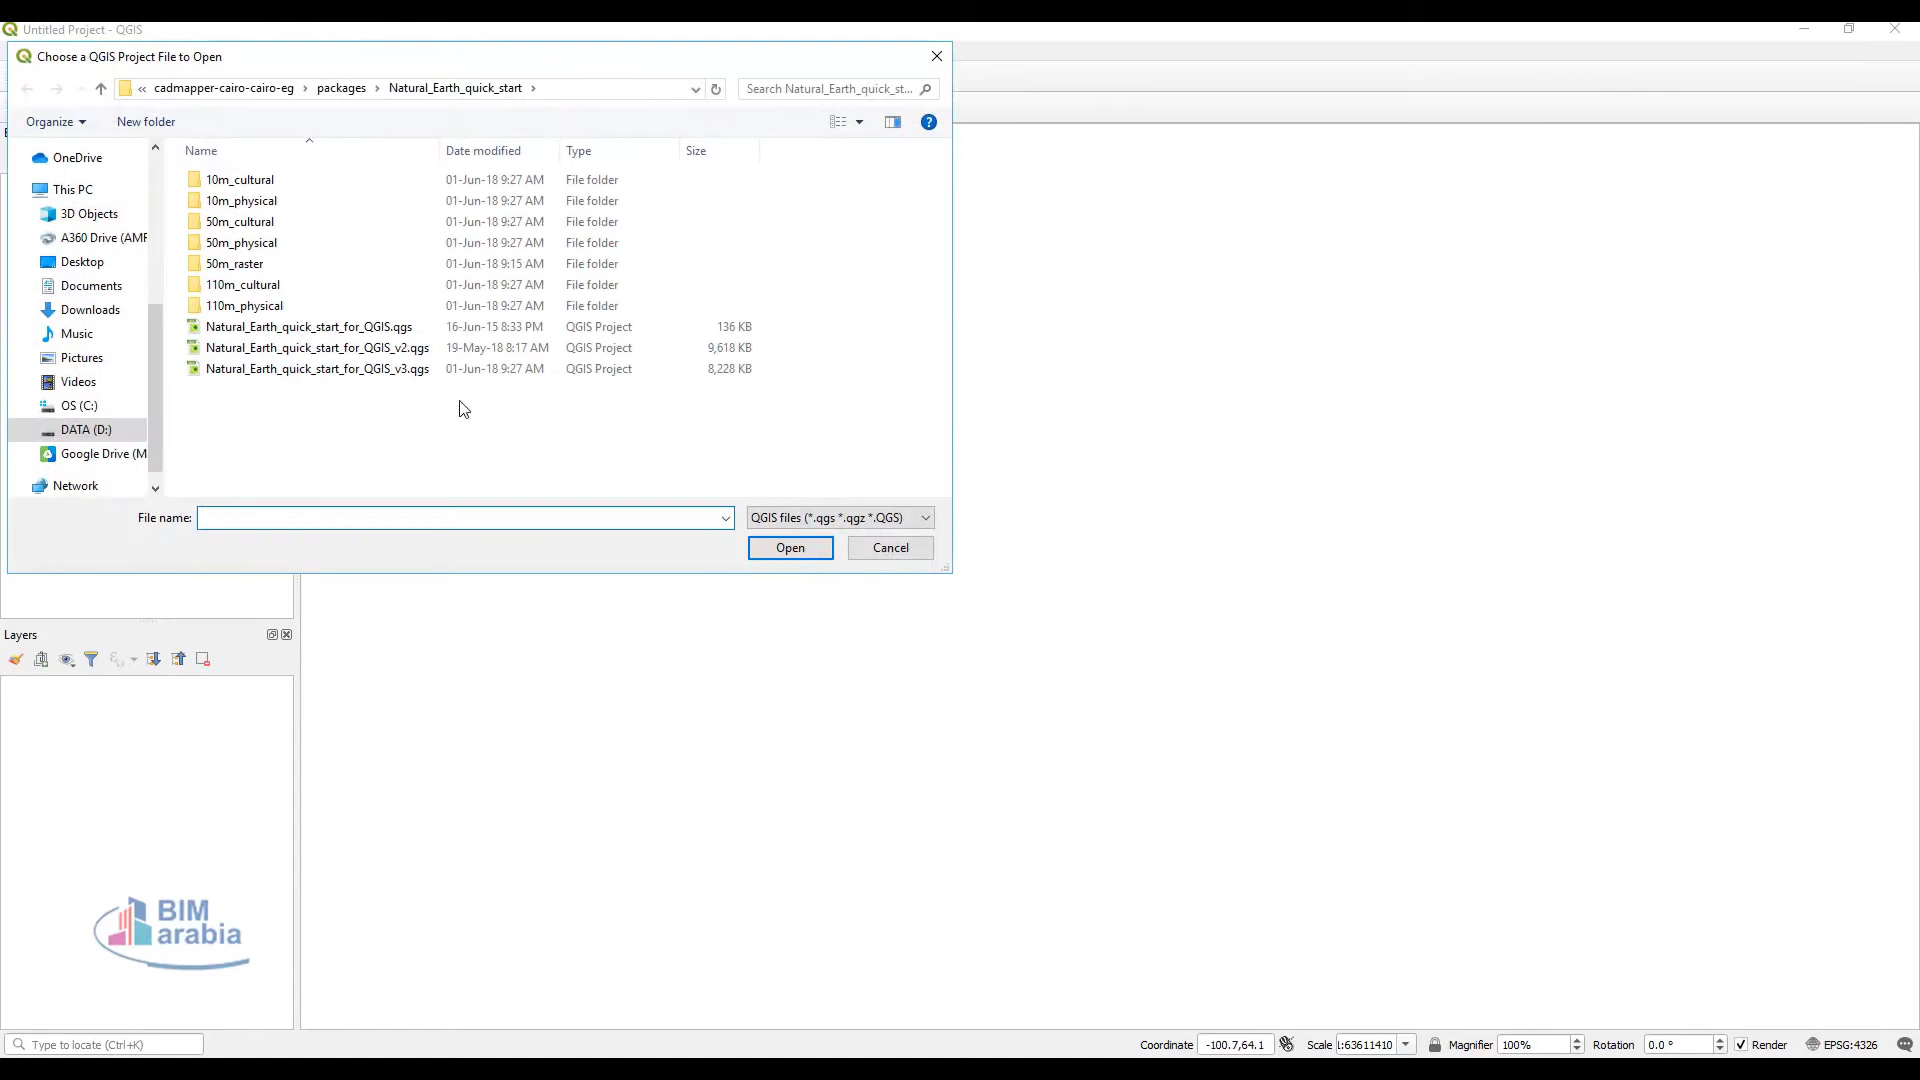 Untitled Project - QGIS
Choose a QGIS Project File to Open
« cadmapper-cairo-cairo-eg › packages › Natural_Earth_quick_start ›
Search Natural_Earth_quick_st...
Organize New folder
Name Date modified Type Size
OneDrive
This PC
3D Objects
A360 Drive (AMF
Desktop
Documents
Downloads
Music
Pictures
Videos
OS (C:)
DATA (D:)
Google Drive (M
Network
10m_cultural 01-Jun-18 9:27 AM File folder
10m_physical 01-Jun-18 9:27 AM File folder
50m_cultural 01-Jun-18 9:27 AM File folder
50m_physical 01-Jun-18 9:27 AM File folder
50m_raster 01-Jun-18 9:15 AM File folder
110m_cultural 01-Jun-18 9:27 AM File folder
110m_physical 01-Jun-18 9:27 AM File folder
Natural_Earth_quick_start_for_QGIS.qgs 16-Jun-15 8:33 PM QGIS Project 136 KB
Natural_Earth_quick_start_for_QGIS_v2.qgs 19-May-18 8:17 AM QGIS Project 9,618 KB
Natural_Earth_quick_start_for_QGIS_v3.qgs 01-Jun-18 9:27 AM QGIS Project 8,228 KB
File name: QGIS files (*.qgs *.qgz *.QGS)
Open Cancel
Layers
BIM
arabia
Type to locate (Ctrl+K)
Coordinate -100.7,64.1 Scale 1:63611410 Magnifier 100% Rotation 0.0 ° Render EPSG:4326